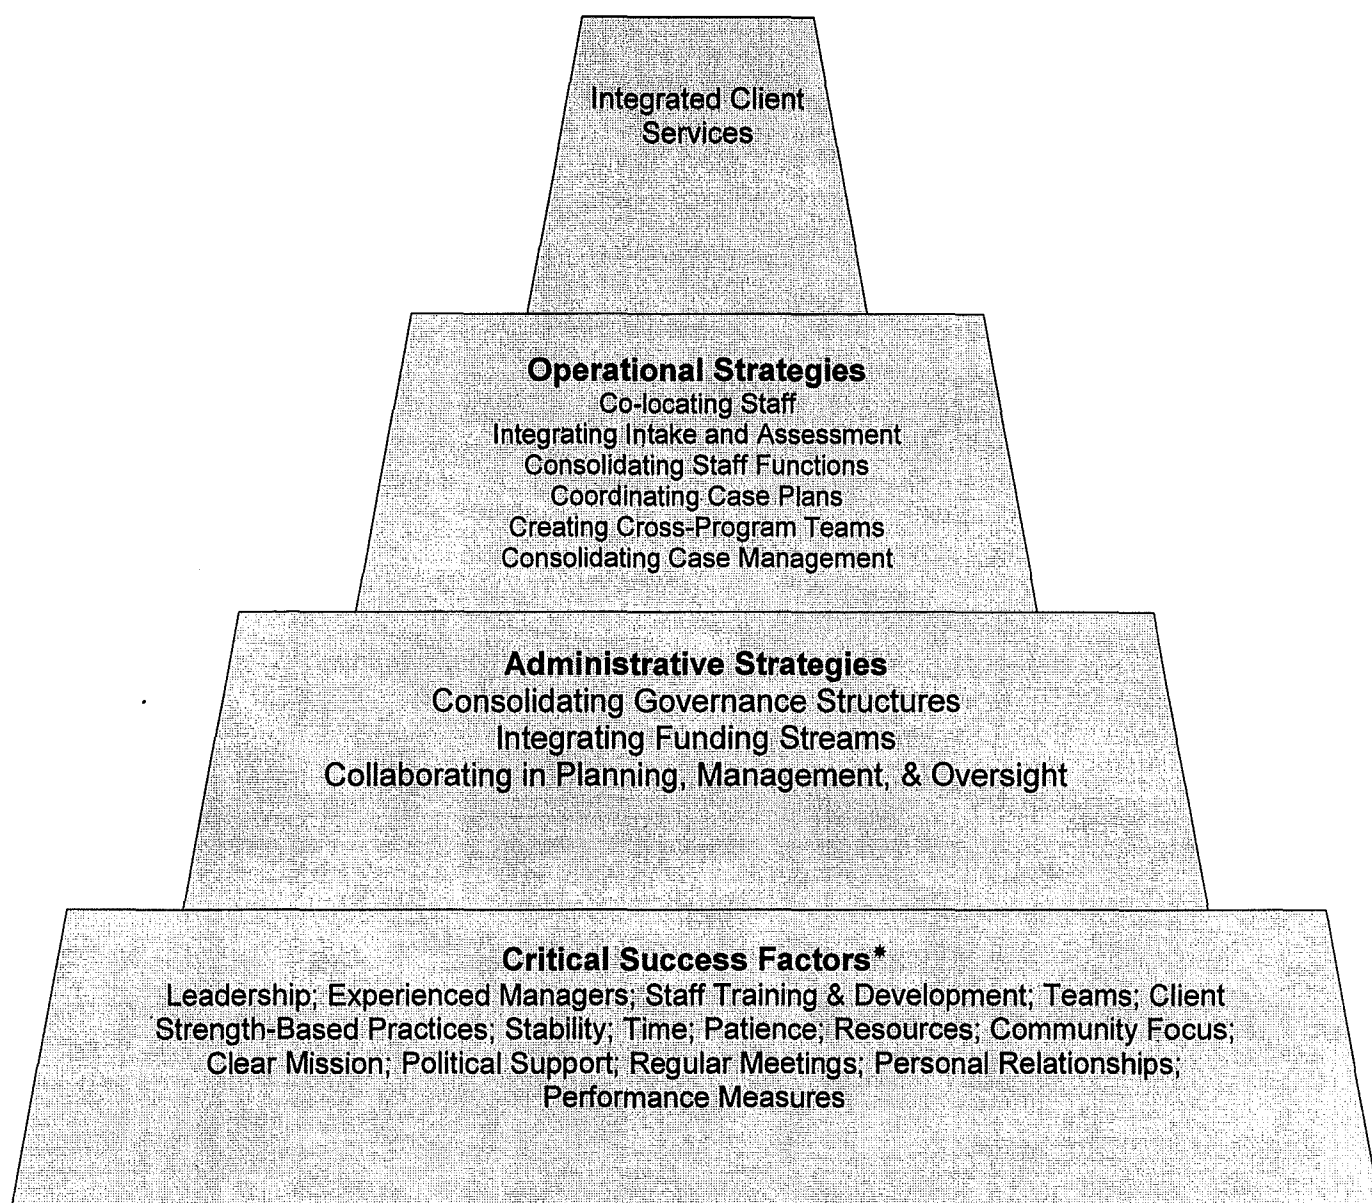 Integrated Client
Services
Operational Strategies
Co-locating Staff
Integrating Intake and Assessment
Consolidating Staff Functions
Coordinating Case Plans
Creating Cross-Program Teams
Consolidating Case Management
Administrative Strategies
Consolidating Governance Structures
Integrating Funding Streams
Collaborating in Planning, Management, & Oversight
Critical Success Factors*
Leadership; Experienced Managers; Staff Training & Development; Teams; Client
Strength-Based Practices; Stability; Time; Patience; Resources; Community Focus;
Clear Mission; Political Support; Regular Meetings; Personal Relationships;
Performance Measures